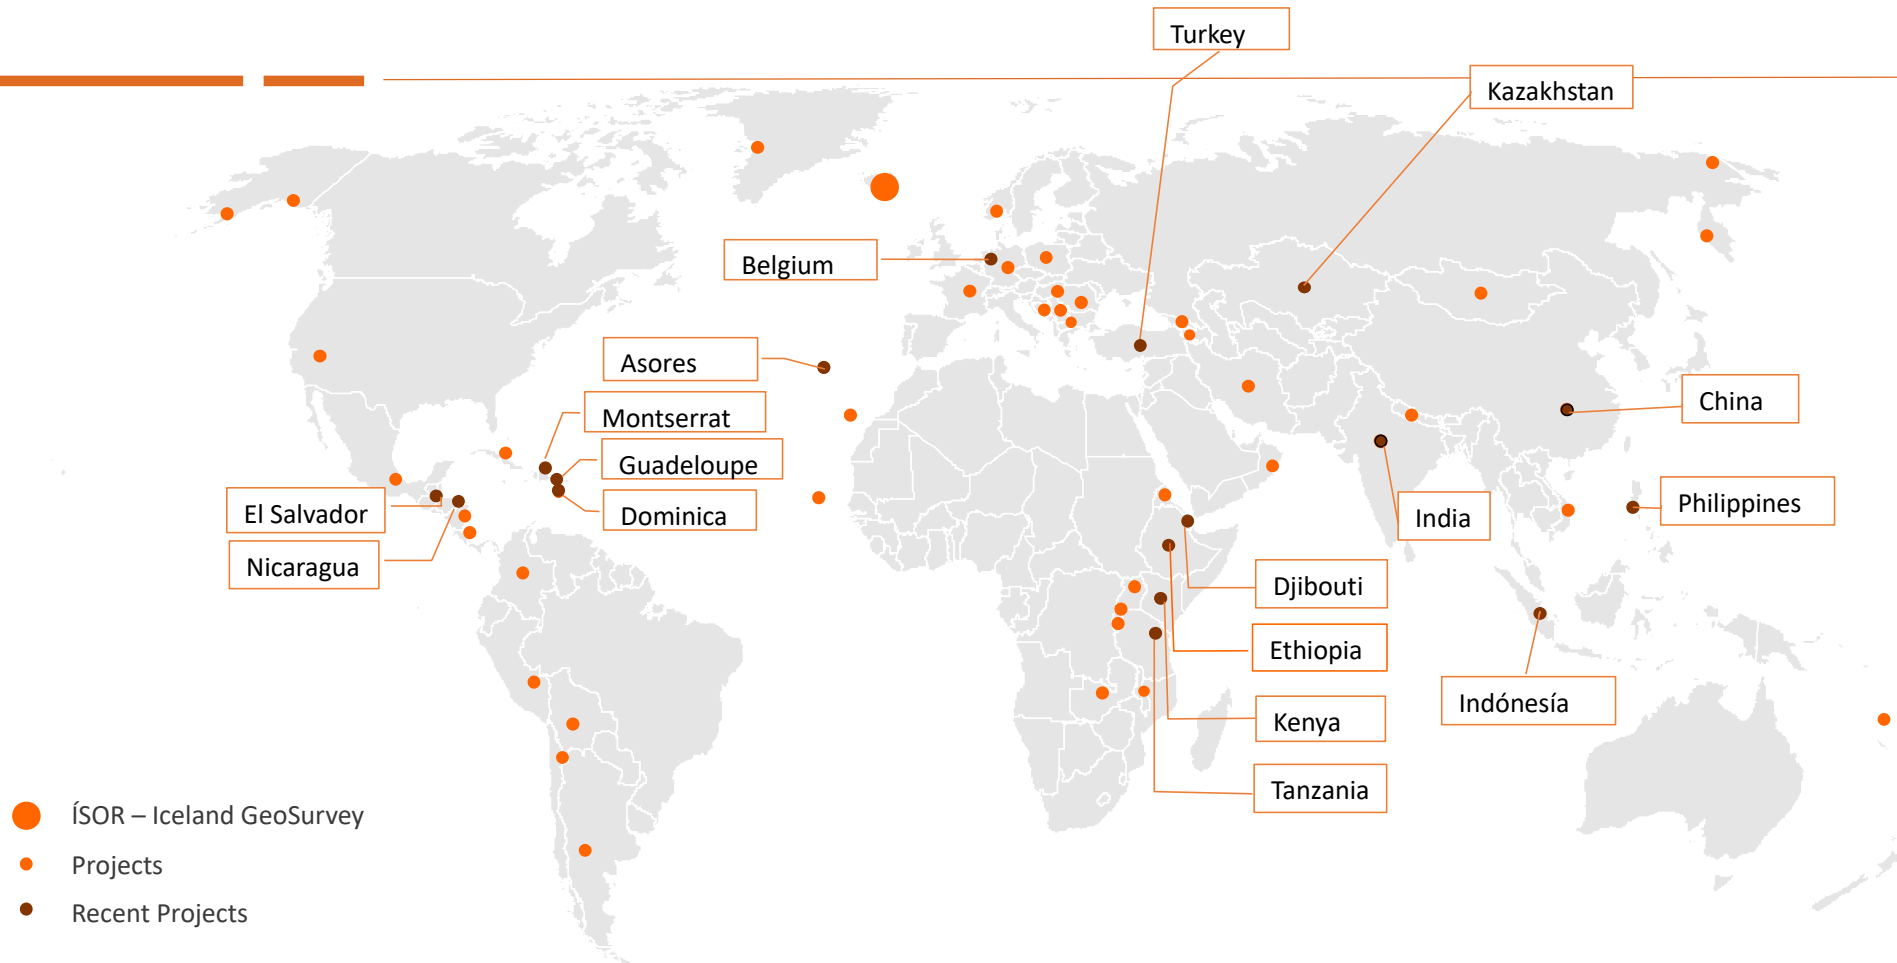 Turkey
Kazakhstan
Belgium
Asores
Montserrat
China
Guadeloupe
El Salvador
Dominica
India
Philippines
Nicaragua
Djibouti
Ethiopia
Indónesía
Kenya
Tanzania
ÍSOR – Iceland GeoSurvey
Projects
Recent Projects